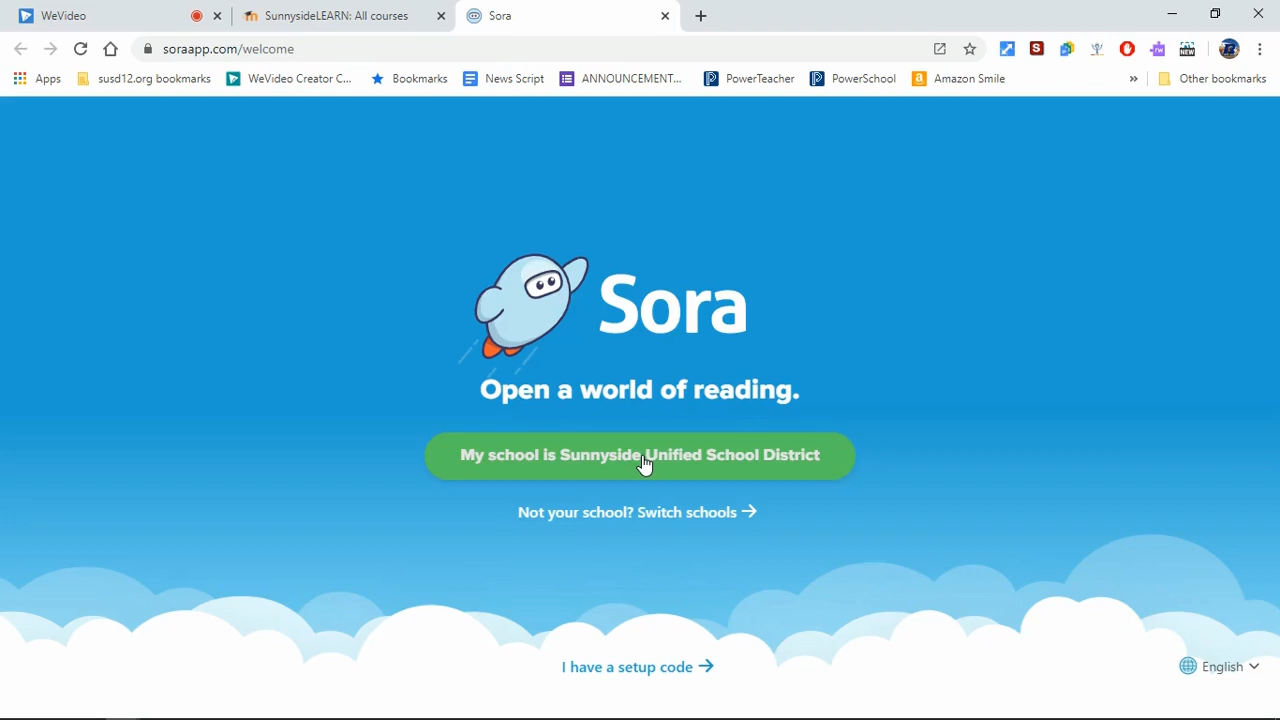 WeVideo
SunnysideLEARN: All courses
Sora
soraapp.com/welcome
Apps
susd12.org bookmarks
WeVideo Creator C...
Bookmarks
News Script
ANNOUNCEMENT...
PowerTeacher
PowerSchool
Amazon Smile
»
Other bookmarks
Sora
Open a world of reading.
My school is Sunnyside Unified School District
Not your school? Switch schools →
I have a setup code →
English